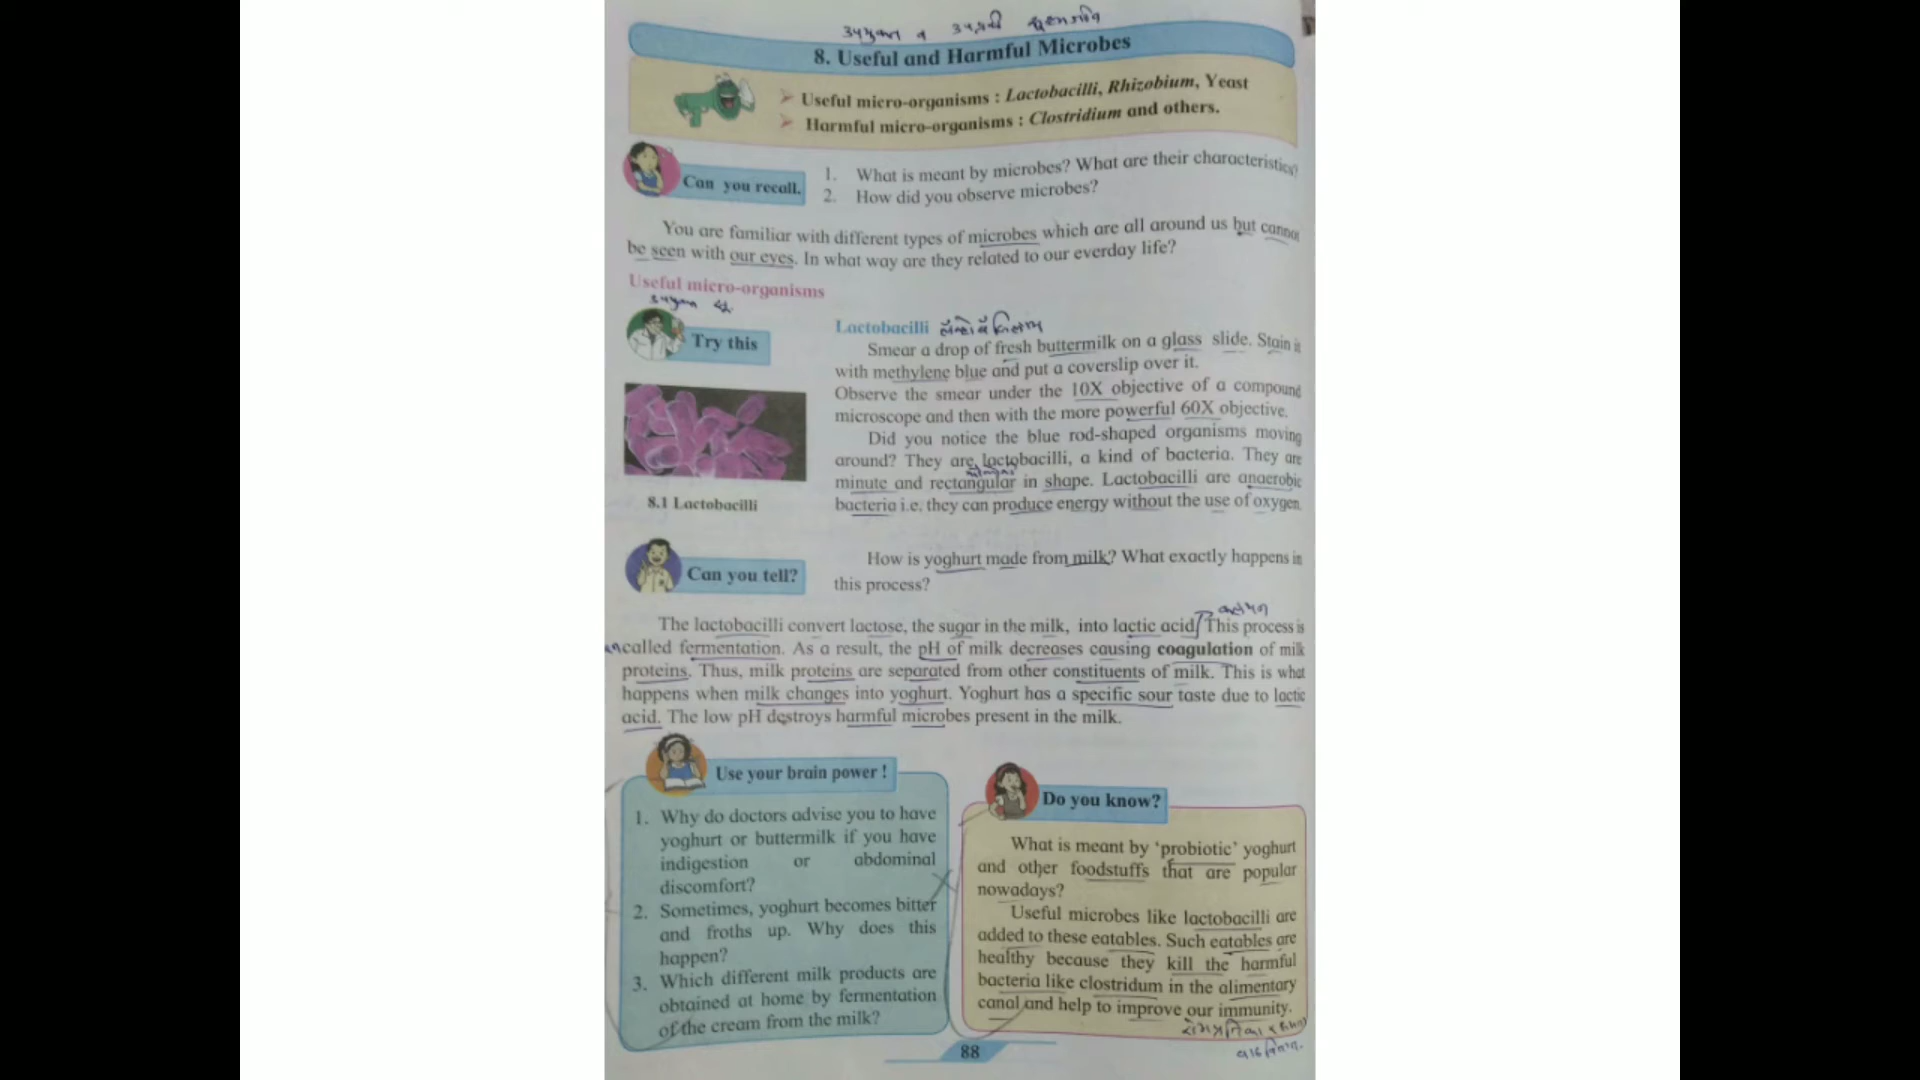 उपयुक्त व उपद्रवी सूक्ष्मजीव
8. Useful and Harmful Microbes
➤ Useful micro-organisms : Lactobacilli, Rhizobium, Yeast
➤ Harmful micro-organisms : Clostridium and others.
Can you recall.
1. What is meant by microbes? What are their characteristics?
2. How did you observe microbes?
You are familiar with different types of microbes which are all around us but cannot
be seen with our eyes. In what way are they related to our everday life?
Useful micro-organisms
Try this
Lactobacilli
Smear a drop of fresh buttermilk on a glass slide. Stain it
with methylene blue and put a coverslip over it.
Observe the smear under the 10X objective of a compound
microscope and then with the more powerful 60X objective.
Did you notice the blue rod-shaped organisms moving
around? They are lactobacilli, a kind of bacteria. They are
minute and rectangular in shape. Lactobacilli are anaerobic
bacteria i.e. they can produce energy without the use of oxygen.
8.1 Lactobacilli
Can you tell?
How is yoghurt made from milk? What exactly happens in
this process?
The lactobacilli convert lactose, the sugar in the milk, into lactic acid. This process is
called fermentation. As a result, the pH of milk decreases causing coagulation of milk
proteins. Thus, milk proteins are separated from other constituents of milk. This is what
happens when milk changes into yoghurt. Yoghurt has a specific sour taste due to lactic
acid. The low pH destroys harmful microbes present in the milk.
Use your brain power !
1. Why do doctors advise you to have
yoghurt or buttermilk if you have
indigestion or abdominal
discomfort?
2. Sometimes, yoghurt becomes bitter
and froths up. Why does this
happen?
3. Which different milk products are
obtained at home by fermentation
of the cream from the milk?
Do you know?
What is meant by ‘probiotic’ yoghurt
and other foodstuffs that are popular
nowadays?
Useful microbes like lactobacilli are
added to these eatables. Such eatables are
healthy because they kill the harmful
bacteria like clostridum in the alimentary
canal and help to improve our immunity.
88